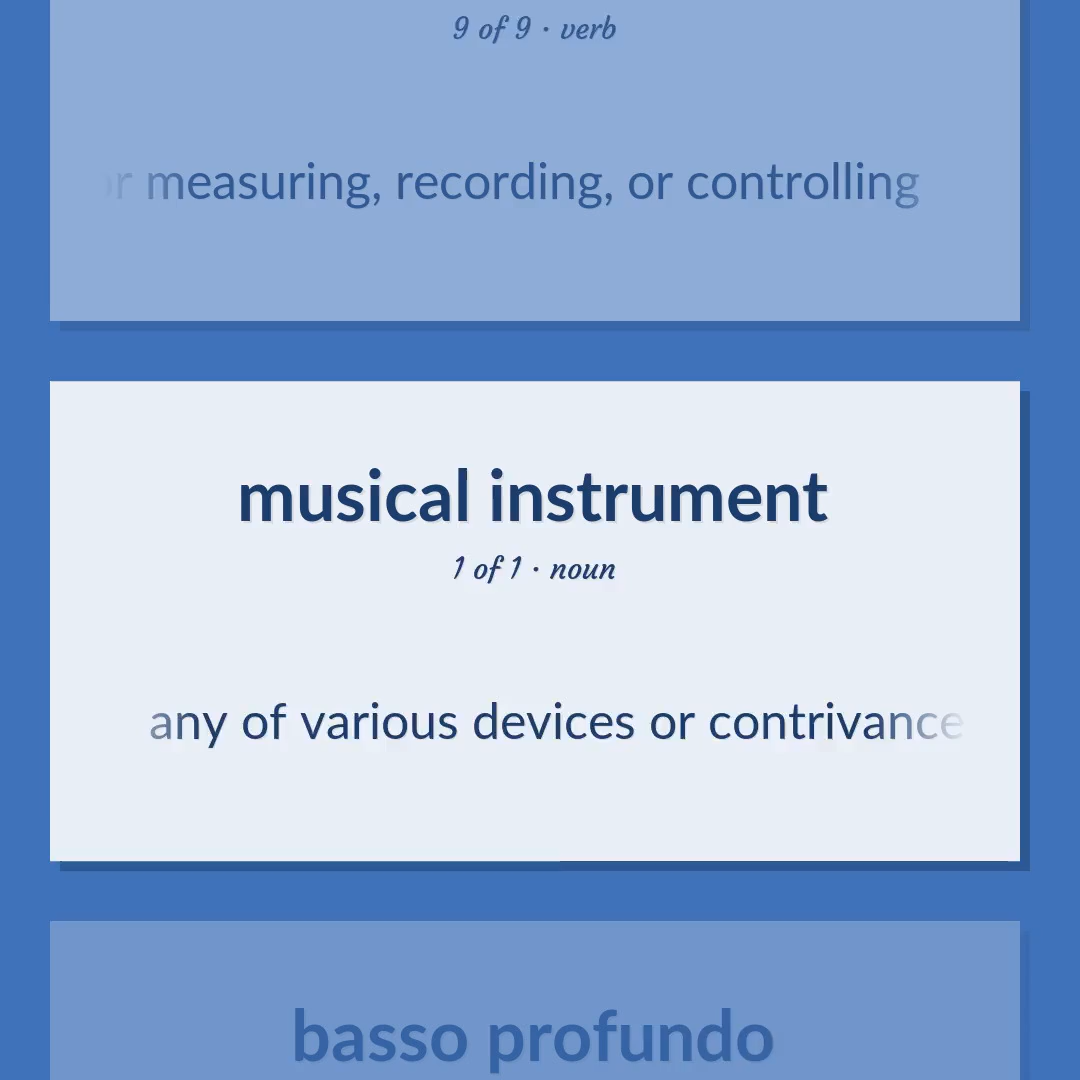 9 of 9 · verb
measuring, recording, or controlling
musical instrument
1 of 1 · noun
any of various devices or contrivance
basso profundo